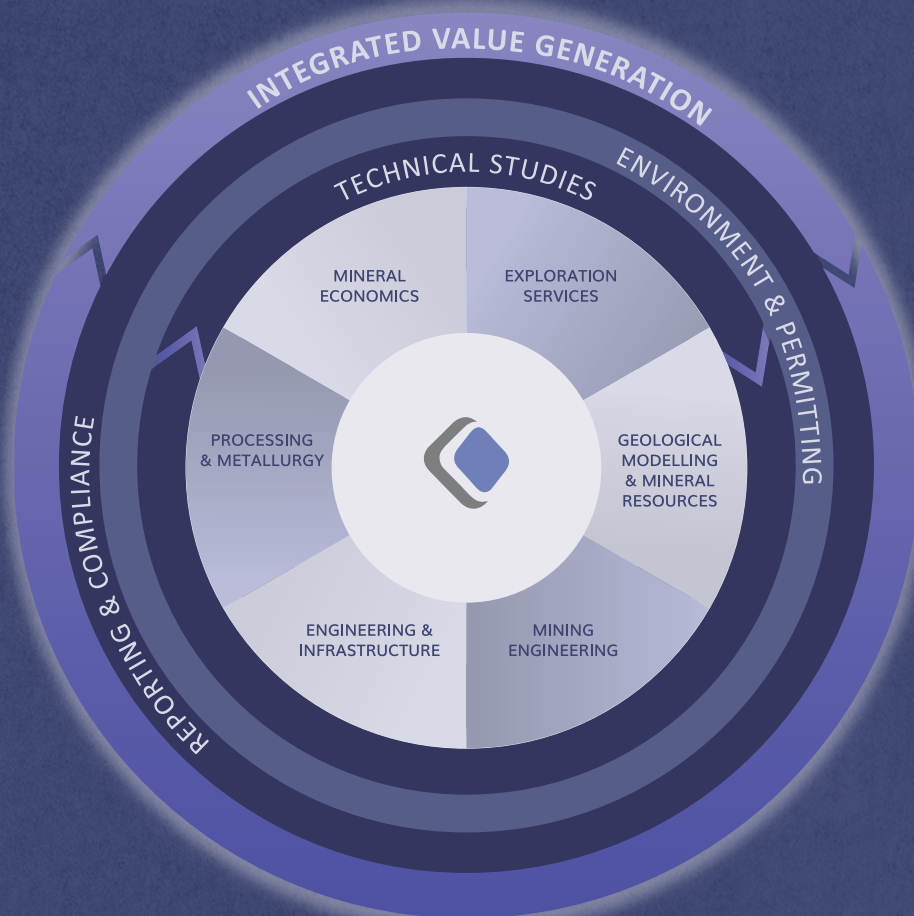 INTEGRATED VALUE GENERATION
ENVIRONMENT & PERMITTING
TECHNICAL STUDIES
REPORTING & COMPLIANCE
MINERAL
ECONOMICS
EXPLORATION
SERVICES
PROCESSING
& METALLURGY
GEOLOGICAL
MODELLING
& MINERAL
RESOURCES
ENGINEERING &
INFRASTRUCTURE
MINING
ENGINEERING